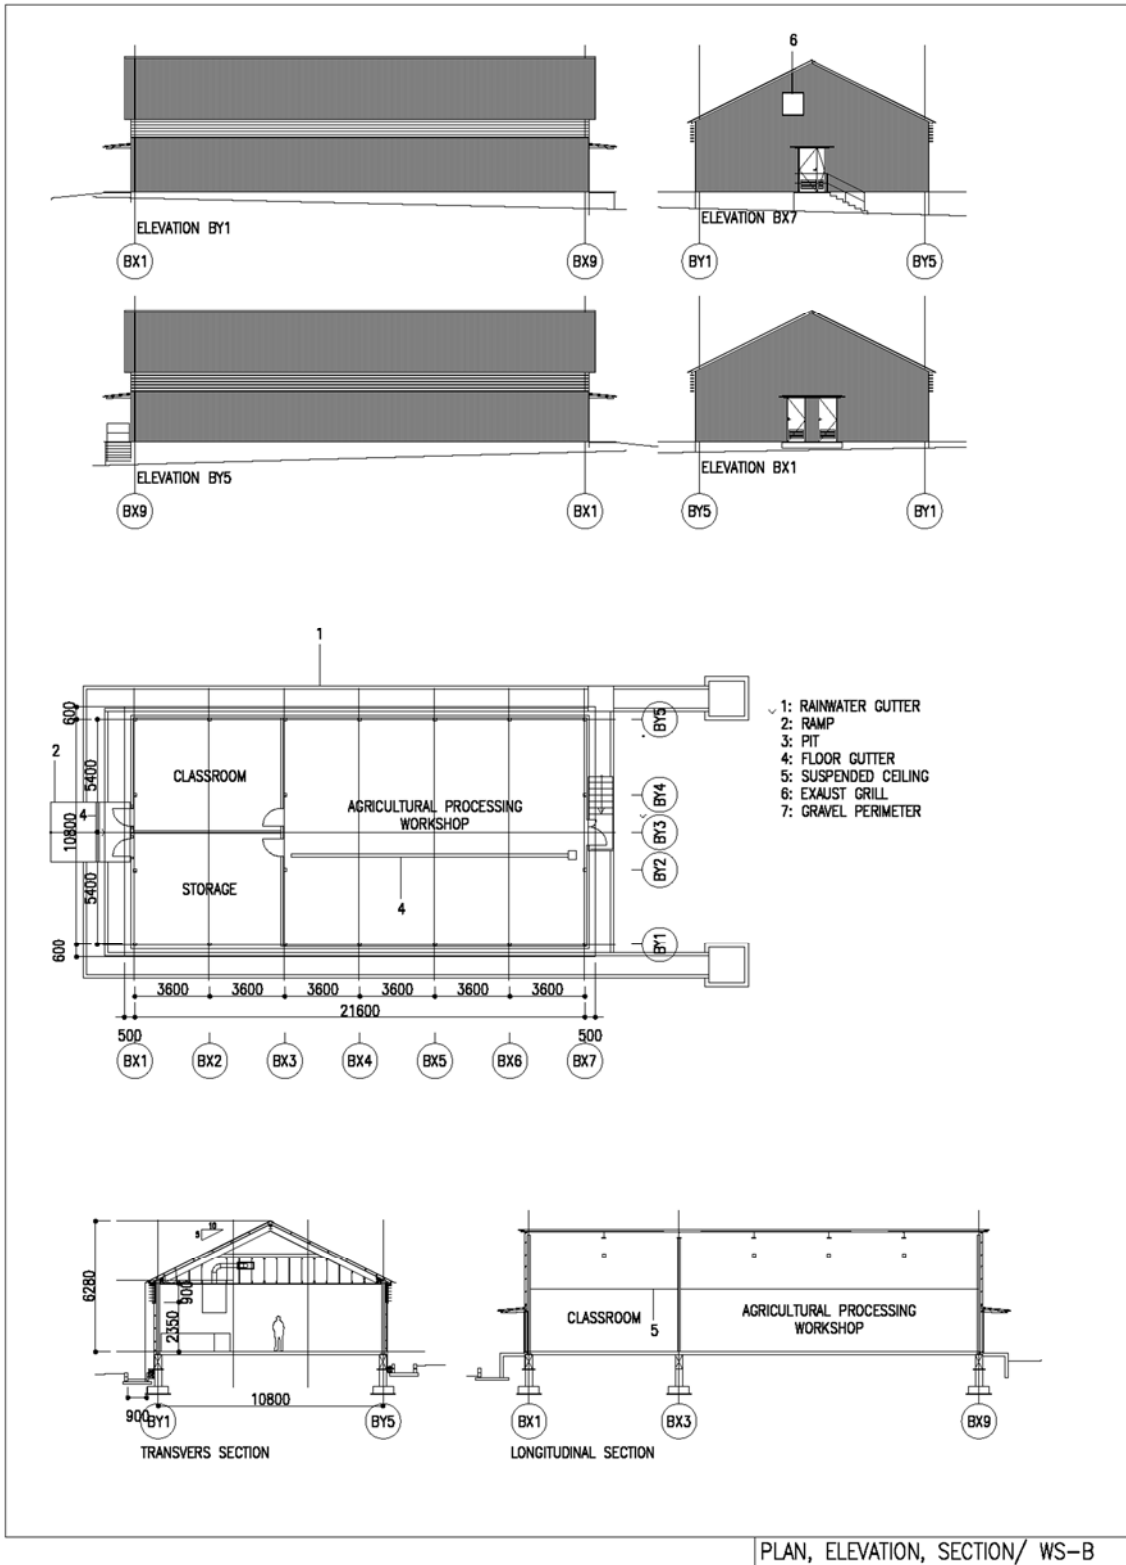 6
ELEVATION BY1
ELEVATION BX7
BX1
BX9
BY1
BY5
ELEVATION BY5
ELEVATION BX1
BX9
BX1
BY5
BY1
1
600
BY5
1: RAINWATER GUTTER
2: RAMP
3: PIT
4: FLOOR GUTTER
5: SUSPENDED CEILING
6: EXAUST GRILL
7: GRAVEL PERIMETER
2
5400
CLASSROOM
BY4
4
AGRICULTURAL PROCESSING
WORKSHOP
10800
BY3
BY2
5400
STORAGE
4
600
BY1
3600
3600
3600
3600
3600
3600
21600
500
500
BX1
BX2
BX3
BX4
BX5
BX6
BX7
10
5
6280
900
2350
CLASSROOM
5
AGRICULTURAL PROCESSING
WORKSHOP
10800
900
BY1
BY5
BX1
BX3
BX9
TRANSVERS SECTION
LONGITUDINAL SECTION
PLAN, ELEVATION, SECTION/ WS-B